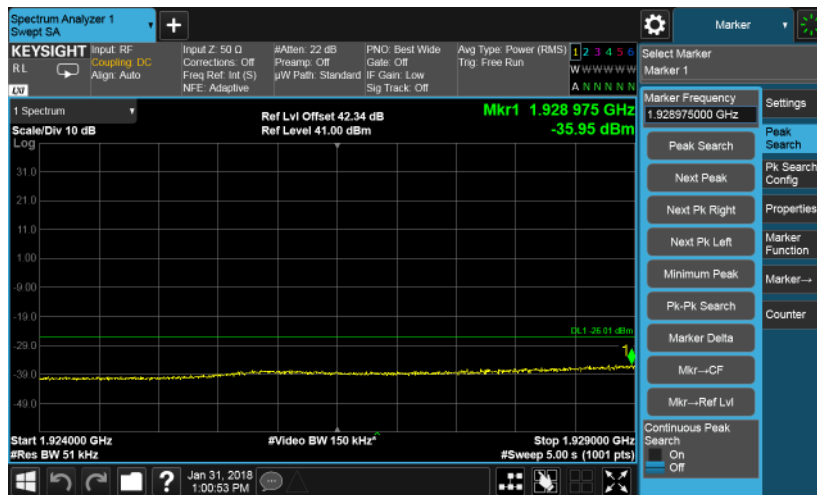 Spectrum Analyzer 1
Swept SA
+
Marker
KEYSIGHT
RL
LXI
Input: RF
Coupling: DC
Align: Auto
Input Z: 50 Ω
Corrections: Off
Freq Ref: Int (S)
NFE: Adaptive
#Atten: 22 dB
Preamp: Off
µW Path: Standard
PNO: Best Wide
Gate: Off
IF Gain: Low
Sig Track: Off
Avg Type: Power (RMS)
Trig: Free Run
1 2 3 4 5 6
W W W W W W
A N N N N N
1 Spectrum
Scale/Div 10 dB
Log
Ref Lvl Offset 42.34 dB
Ref Level 41.00 dBm
Mkr1 1.928 975 GHz
-35.95 dBm
31.0
21.0
11.0
1.00
-9.00
-19.0
-29.0
-39.0
-49.0
DL1 -26.01 dBm
1
Start 1.924000 GHz
#Res BW 51 kHz
#Video BW 150 kHz*
Stop 1.929000 GHz
#Sweep 5.00 s (1001 pts)
Select Marker
Marker 1
Marker Frequency
1.928975000 GHz
Peak Search
Next Peak
Next Pk Right
Next Pk Left
Minimum Peak
Pk-Pk Search
Marker Delta
Mkr→CF
Mkr→Ref Lvl
Continuous Peak
Search
On
Off
Settings
Peak
Search
Pk Search
Config
Properties
Marker
Function
Marker→
Counter
?
Jan 31, 2018
1:00:53 PM